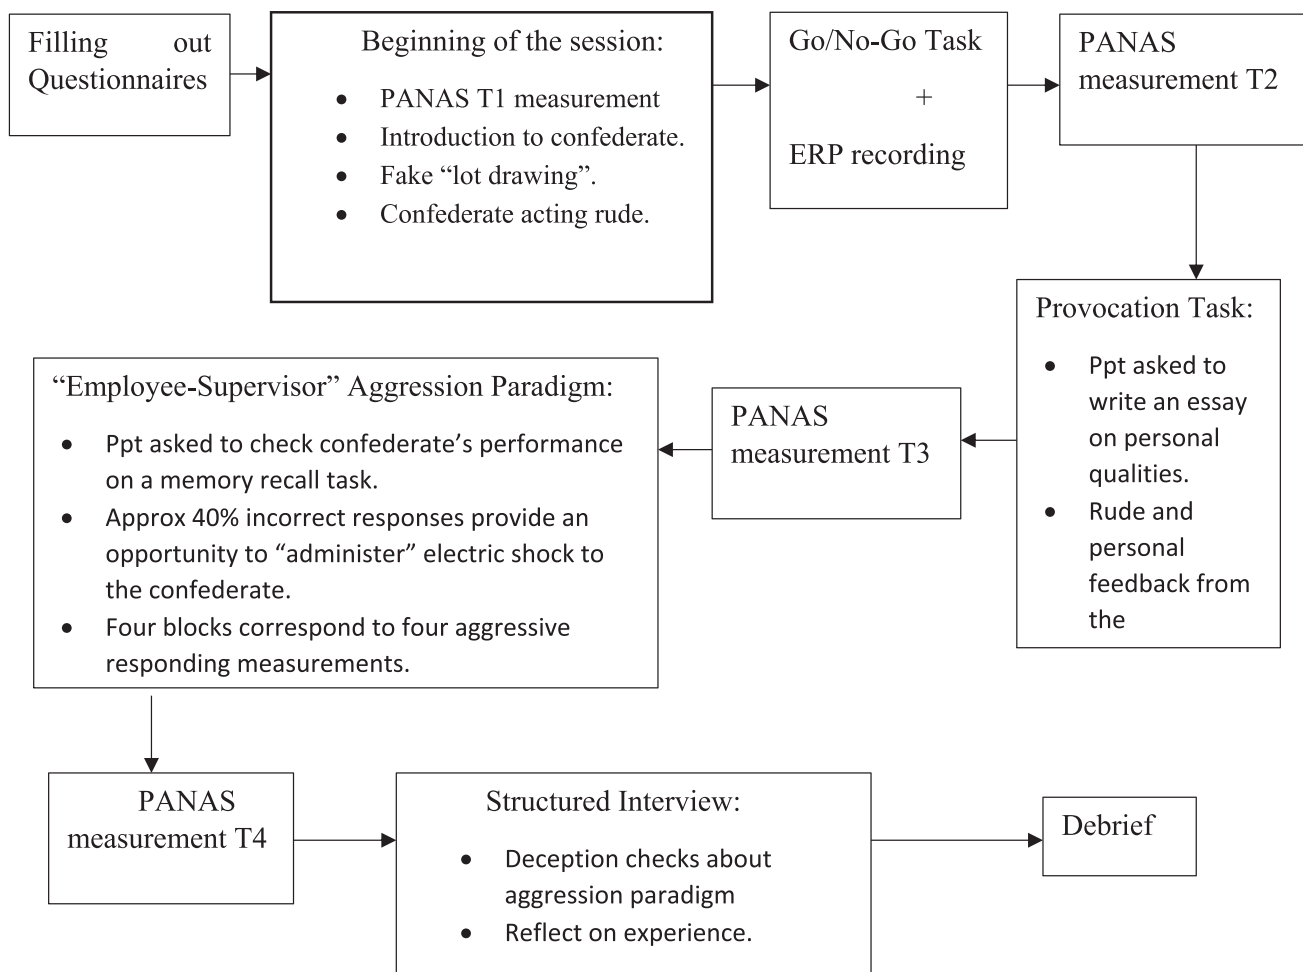 Filling out
Questionnaires
Beginning of the session:
● PANAS T1 measurement
● Introduction to confederate.
● Fake “lot drawing”.
● Confederate acting rude.
Go/No-Go Task
+
ERP recording
PANAS
measurement T2
Provocation Task:
● Ppt asked to
write an essay
on personal
qualities.
● Rude and
personal
feedback from
the
PANAS
measurement T3
“Employee-Supervisor” Aggression Paradigm:
● Ppt asked to check confederate’s performance
on a memory recall task.
● Approx 40% incorrect responses provide an
opportunity to “administer” electric shock to
the confederate.
● Four blocks correspond to four aggressive
responding measurements.
PANAS
measurement T4
Structured Interview:
● Deception checks about
aggression paradigm
● Reflect on experience.
Debrief